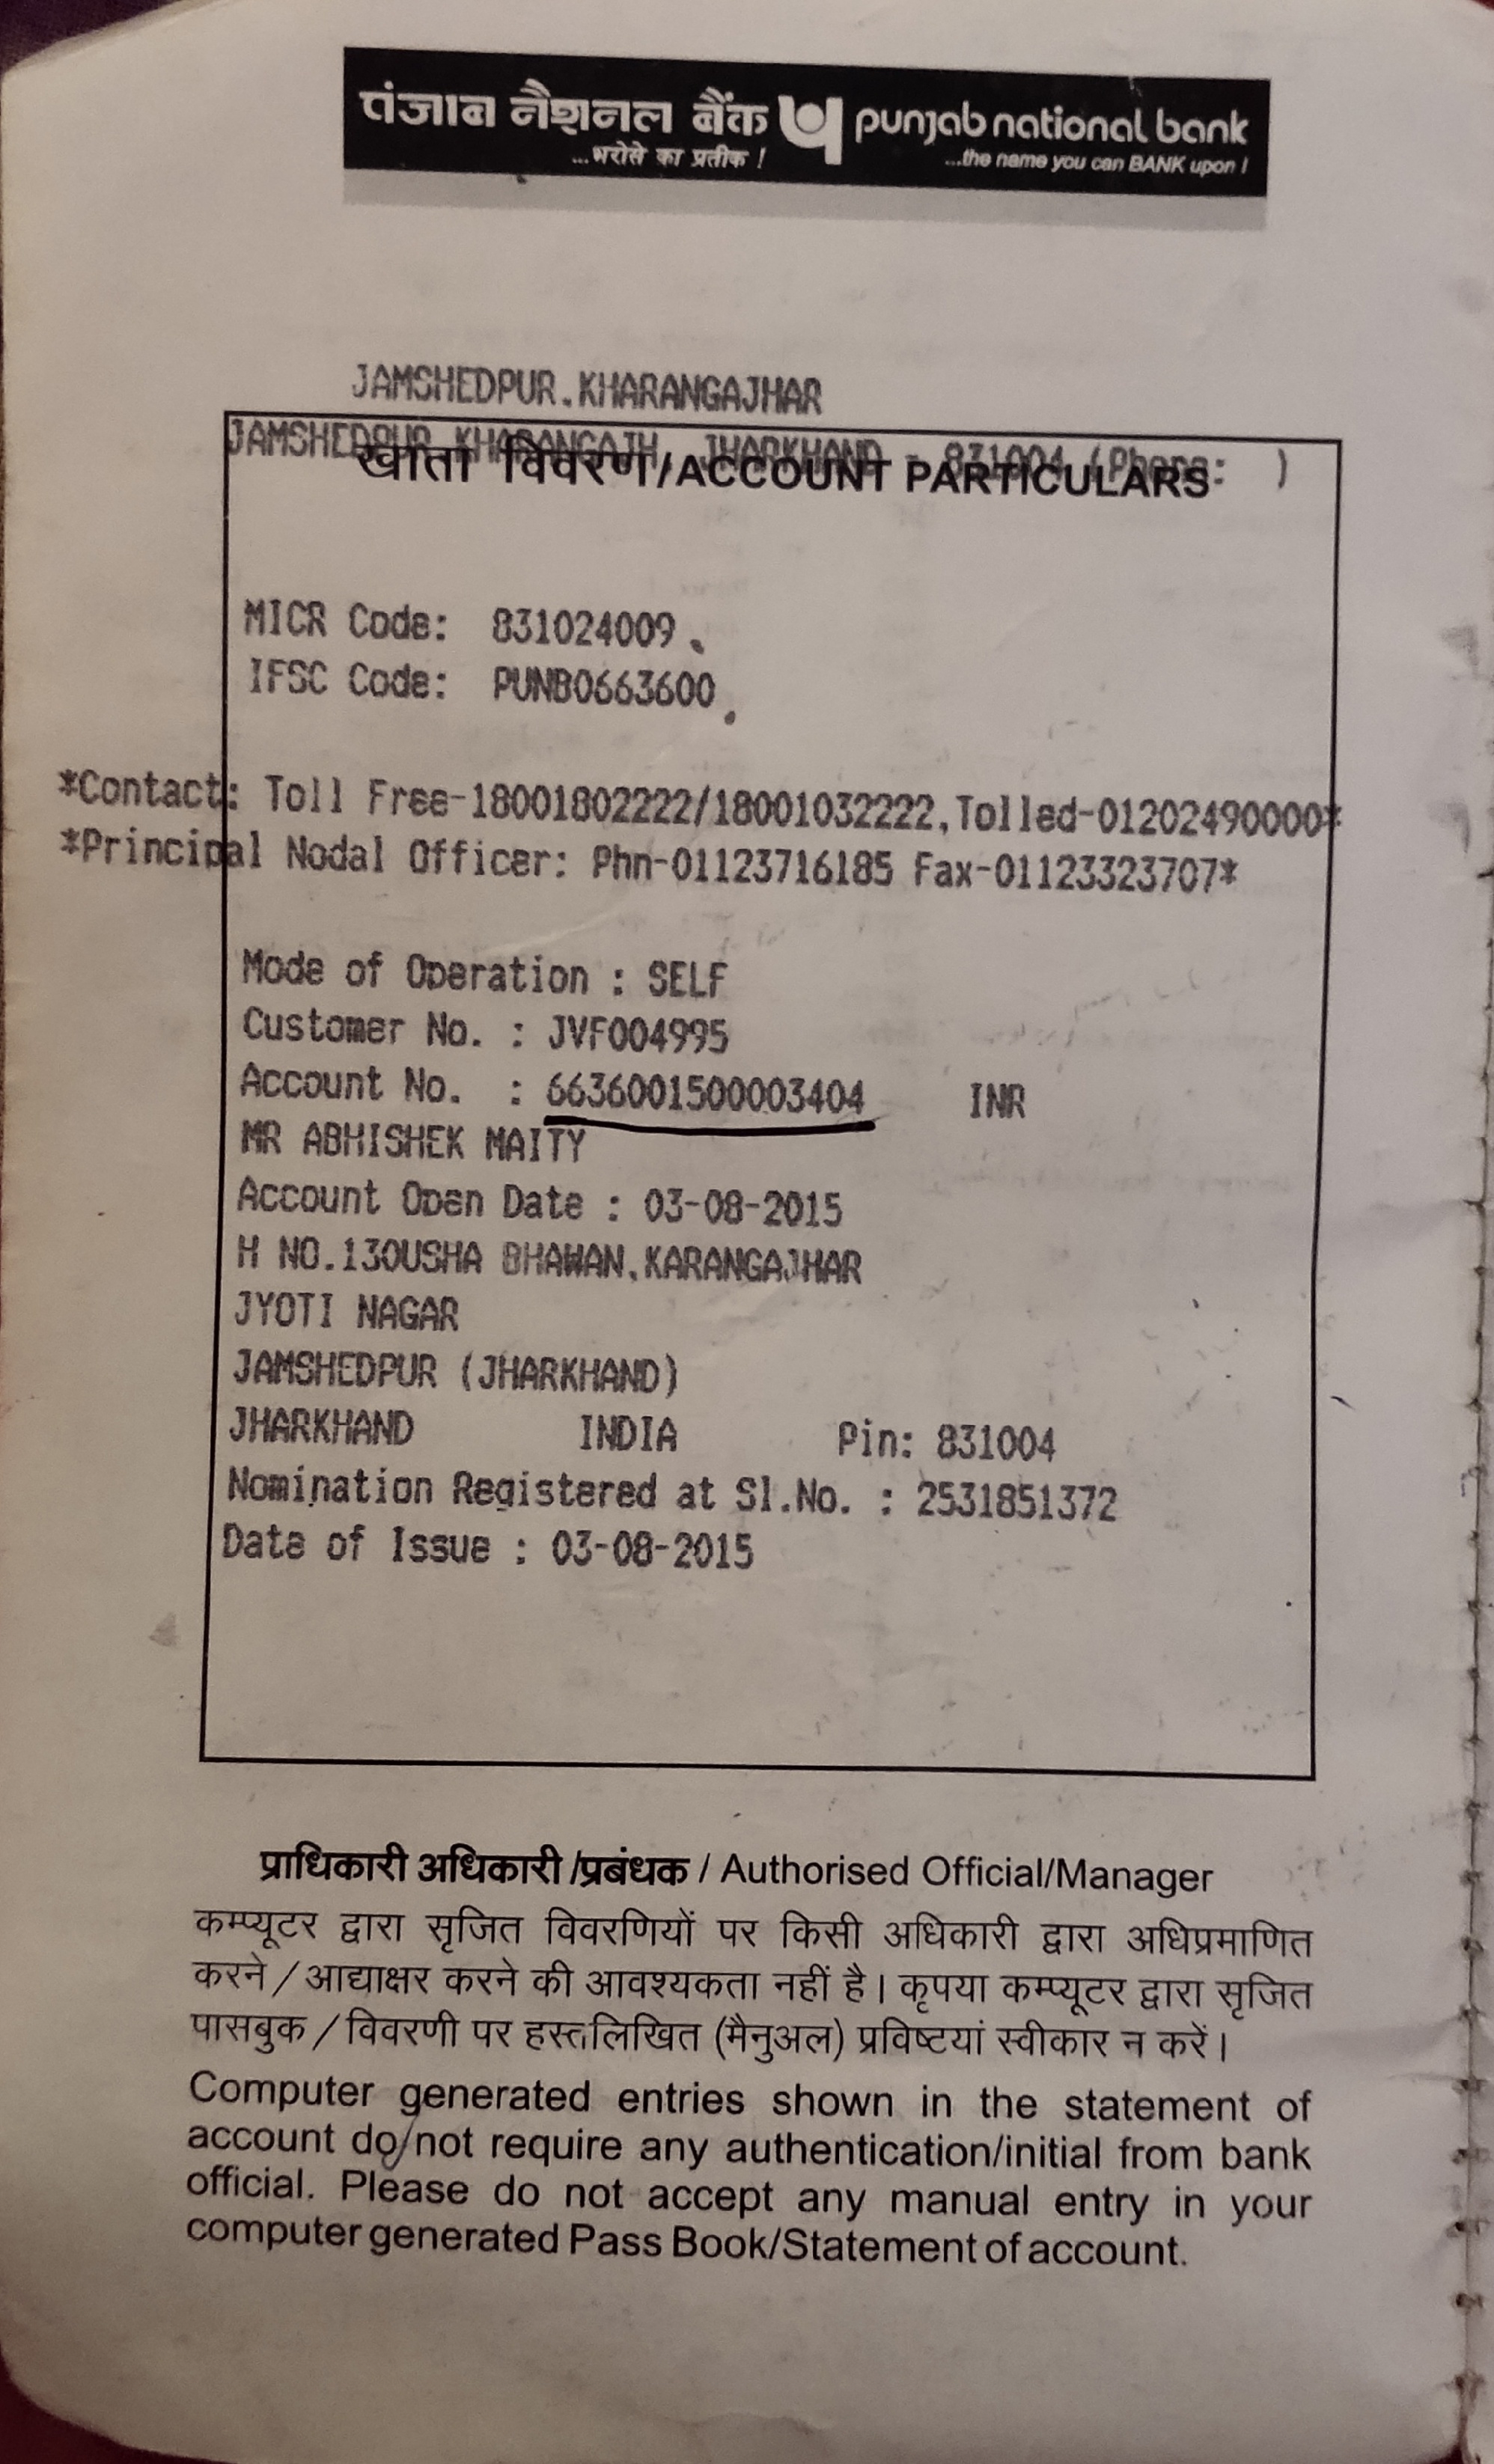 पंजाब नैशनल बैंक punjab national bank
...भरोसे का प्रतीक ! ...the name you can BANK upon !
JAMSHEDPUR.KHARANGAJHAR
JAMSHEDPUR KHARANGAJH, JHARKHAND - 831004 (Phone: )
खाता विवरण/ACCOUNT PARTICULARS
MICR Code: 831024009
IFSC Code: PUNB0663600
*Contact: Toll Free-18001802222/18001032222,Tolled-01202490000*
*Principal Nodal Officer: Phn-01123716185 Fax-01123323707*
Mode of Operation : SELF
Customer No. : JVF004995
Account No. : 6636001500003404 INR
MR ABHISHEK MAITY
Account Open Date : 03-08-2015
H NO.130USHA BHAWAN,KARANGAJHAR
JYOTI NAGAR
JAMSHEDPUR (JHARKHAND)
JHARKHAND INDIA Pin: 831004
Nomination Registered at Sl.No. : 2531851372
Date of Issue : 03-08-2015
प्राधिकारी अधिकारी/प्रबंधक / Authorised Official/Manager
कम्प्यूटर द्वारा सृजित विवरणियों पर किसी अधिकारी द्वारा अधिप्रमाणित
करने / आद्याक्षर करने की आवश्यकता नहीं है। कृपया कम्प्यूटर द्वारा सृजित
पासबुक / विवरणी पर हस्तलिखित (मैनुअल) प्रविष्टयां स्वीकार न करें।
Computer generated entries shown in the statement of
account do not require any authentication/initial from bank
official. Please do not accept any manual entry in your
computer generated Pass Book/Statement of account.